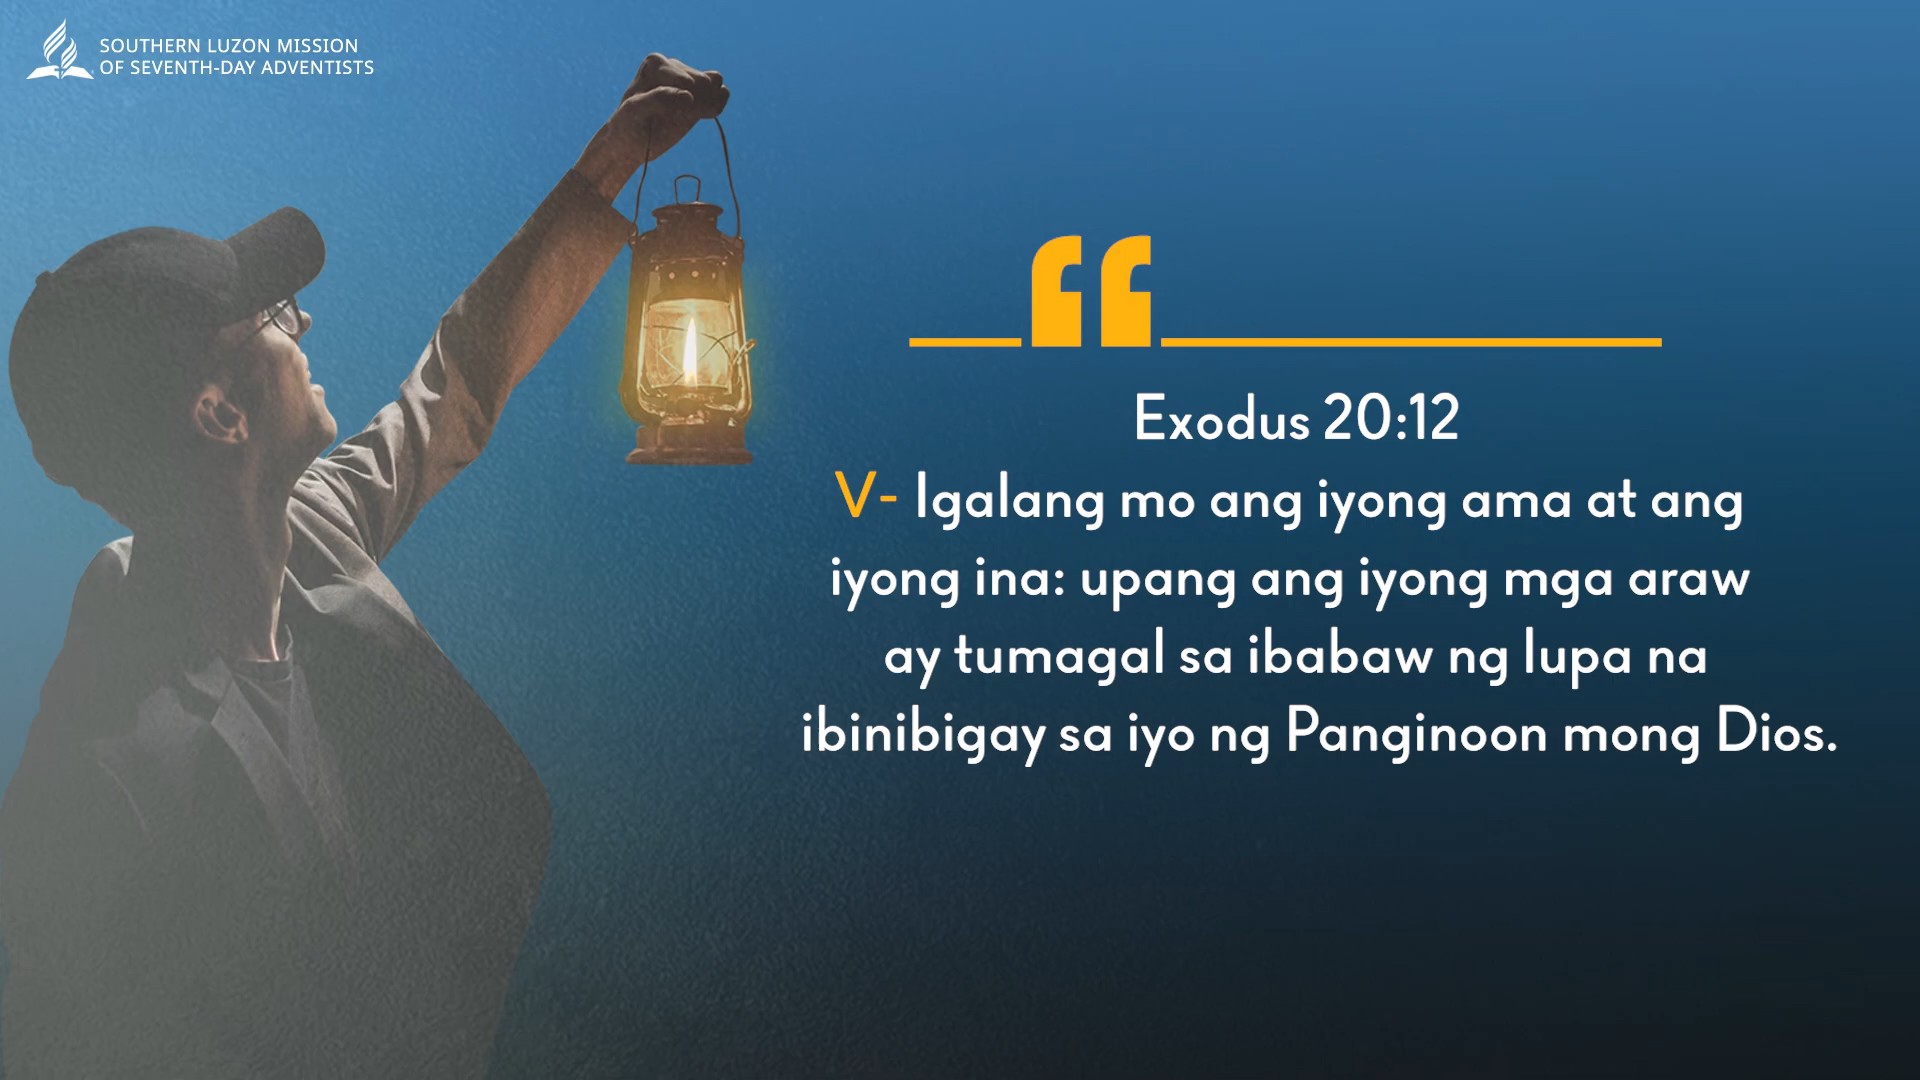 SOUTHERN LUZON MISSION
OF SEVENTH-DAY ADVENTISTS
Exodus 20:12
V- Igalang mo ang iyong ama at ang
iyong ina: upang ang iyong mga araw
ay tumagal sa ibabaw ng lupa na
ibinibigay sa iyo ng Panginoon mong Dios.